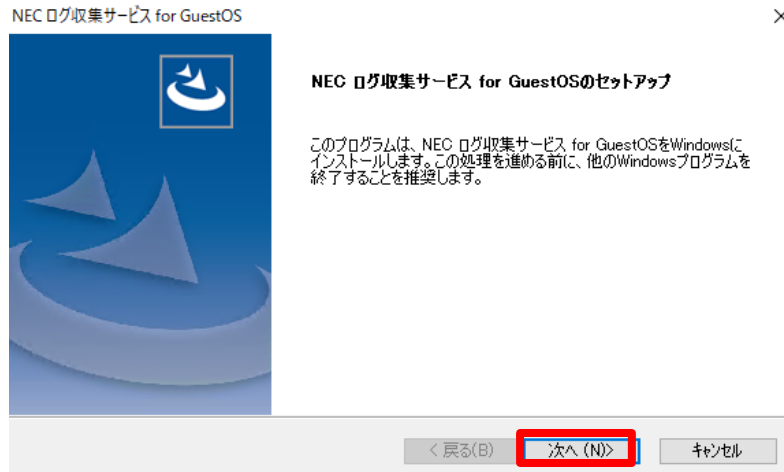 NEC ログ収集サービス for GuestOS
NEC ログ収集サービス for GuestOSのセットアップ
このプログラムは、NEC ログ収集サービス for GuestOSをWindowsに
インストールします。この処理を進める前に、他のWindowsプログラムを
終了することを推奨します。
< 戻る(B) 次へ (N)> キャンセル